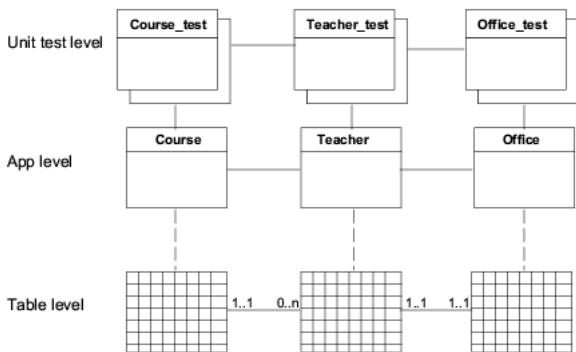 Course_test Teacher_test Office_test
Unit test level
Course Teacher Office
App level
1..1 0..n 1..1 1..1
Table level